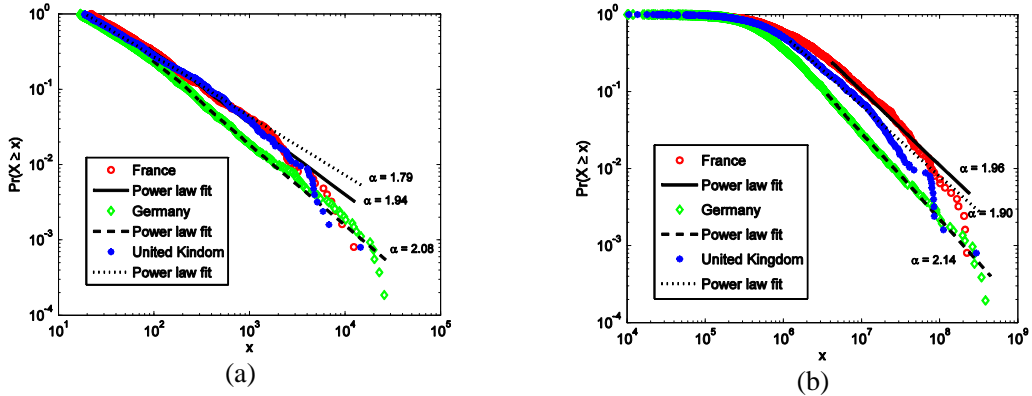 10^0
10^-1
10^-2
10^-3
10^-4
Pr(X ≥ x)
10^1 10^2 10^3 10^4 10^5
x
α = 1.79
α = 1.94
α = 2.08
France
Power law fit
Germany
Power law fit
United Kindom
Power law fit
(a)
10^0
10^-1
10^-2
10^-3
10^-4
Pr(X ≥ x)
10^4 10^5 10^6 10^7 10^8 10^9
x
α = 1.96
α = 1.90
α = 2.14
France
Power law fit
Germany
Power law fit
United Kingdom
Power law fit
(b)